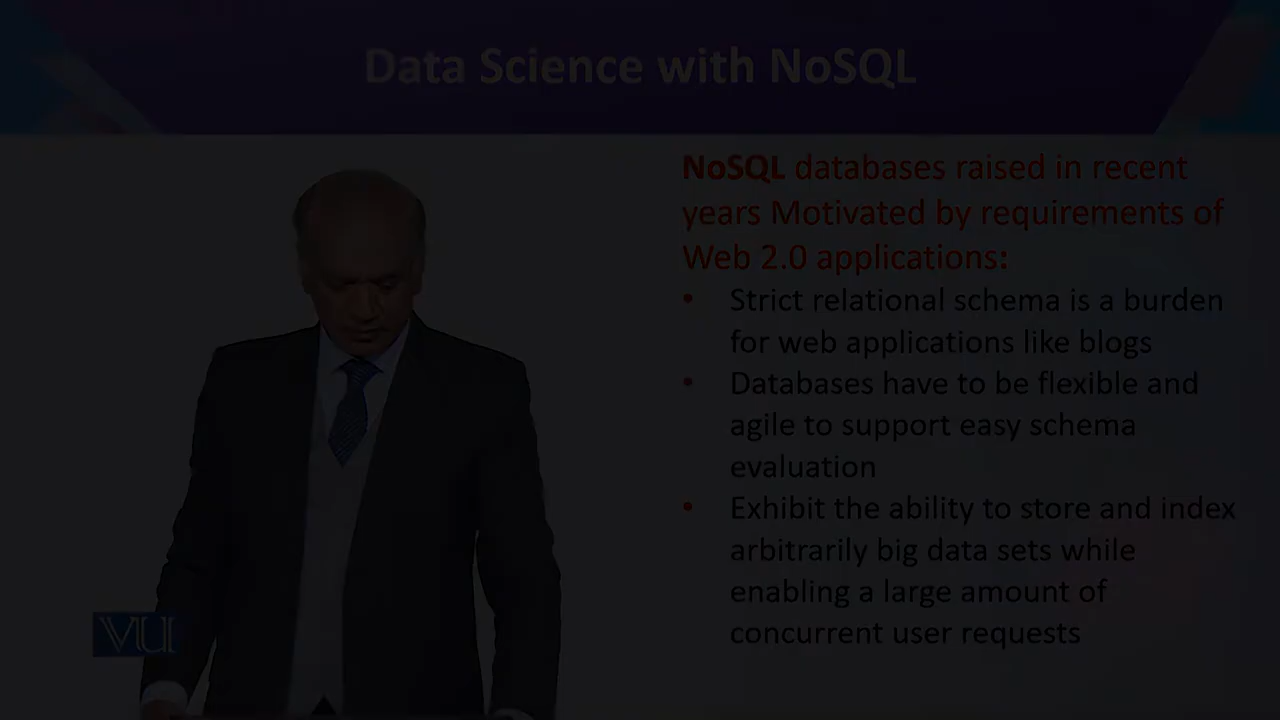 Data Science with NoSQL
NoSQL databases raised in recent
years Motivated by requirements of
Web 2.0 applications:
• Strict relational schema is a burden
for web applications like blogs
• Databases have to be flexible and
agile to support easy schema
evaluation
• Exhibit the ability to store and index
arbitrarily big data sets while
enabling a large amount of
concurrent user requests
VU